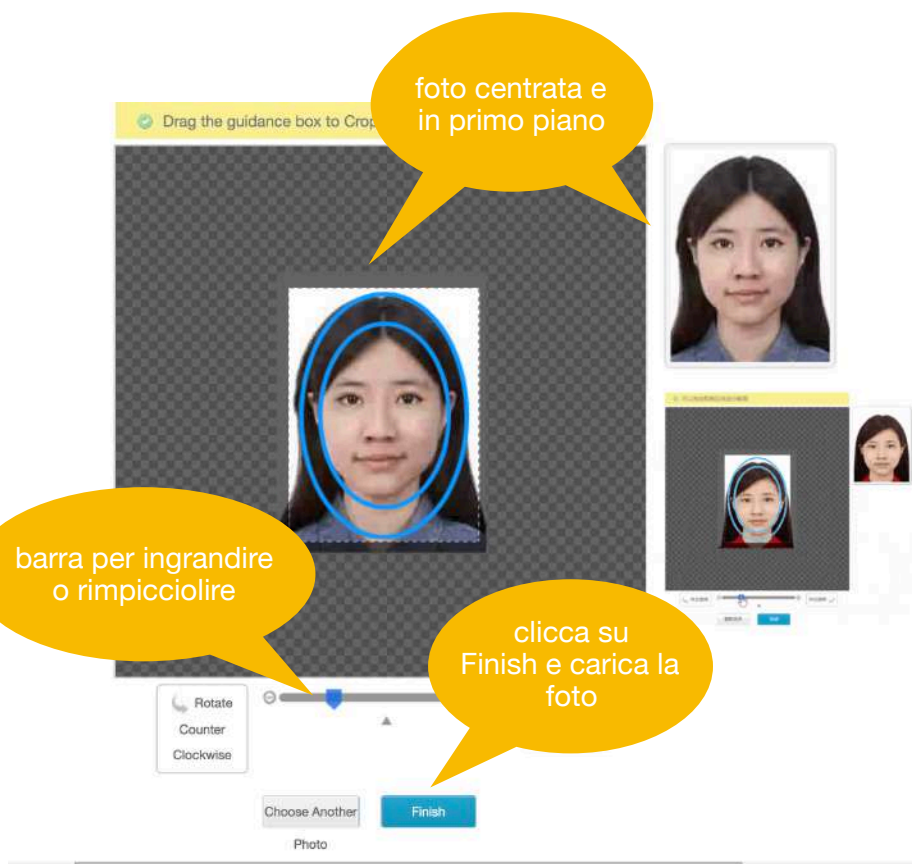 foto centrata e
in primo piano
Drag the guidance box to Crop
barra per ingrandire
o rimpicciolire
clicca su
Finish e carica la
foto
Rotate
Counter
Clockwise
Choose Another
Photo
Finish